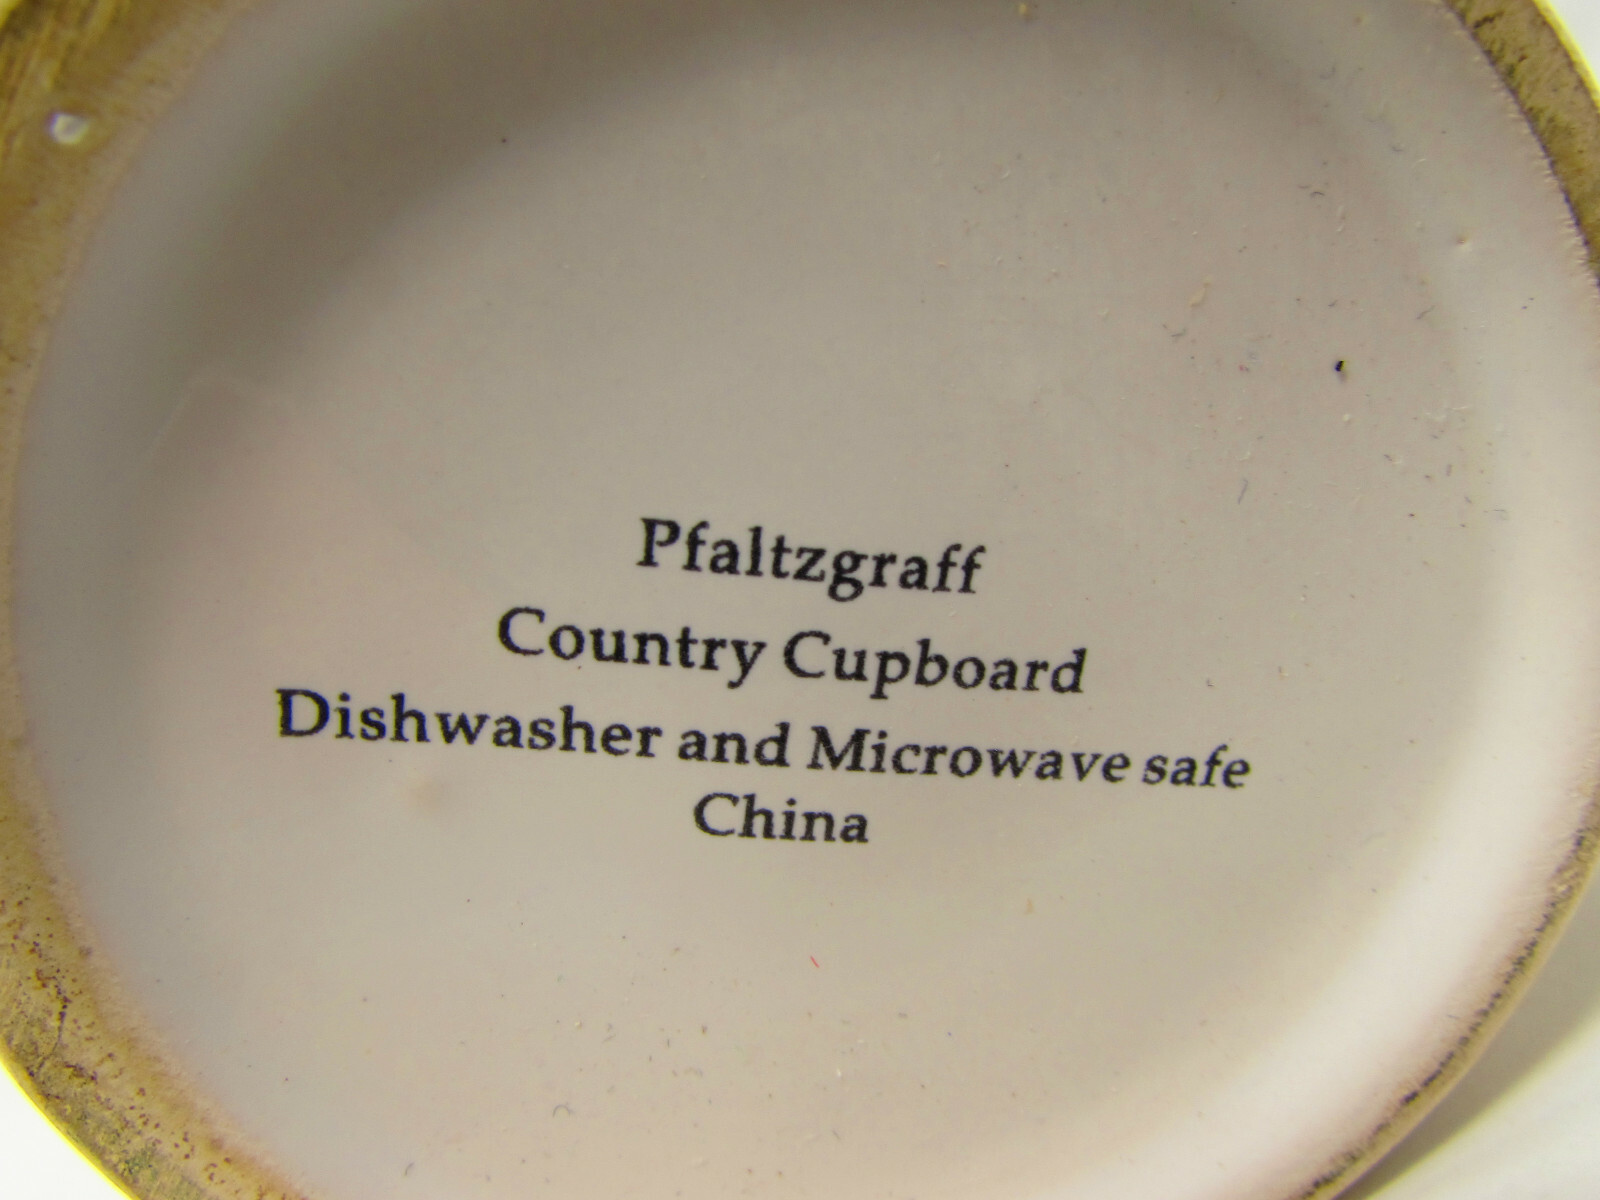 Pfaltzgraff
Country Cupboard
Dishwasher and Microwave safe
China